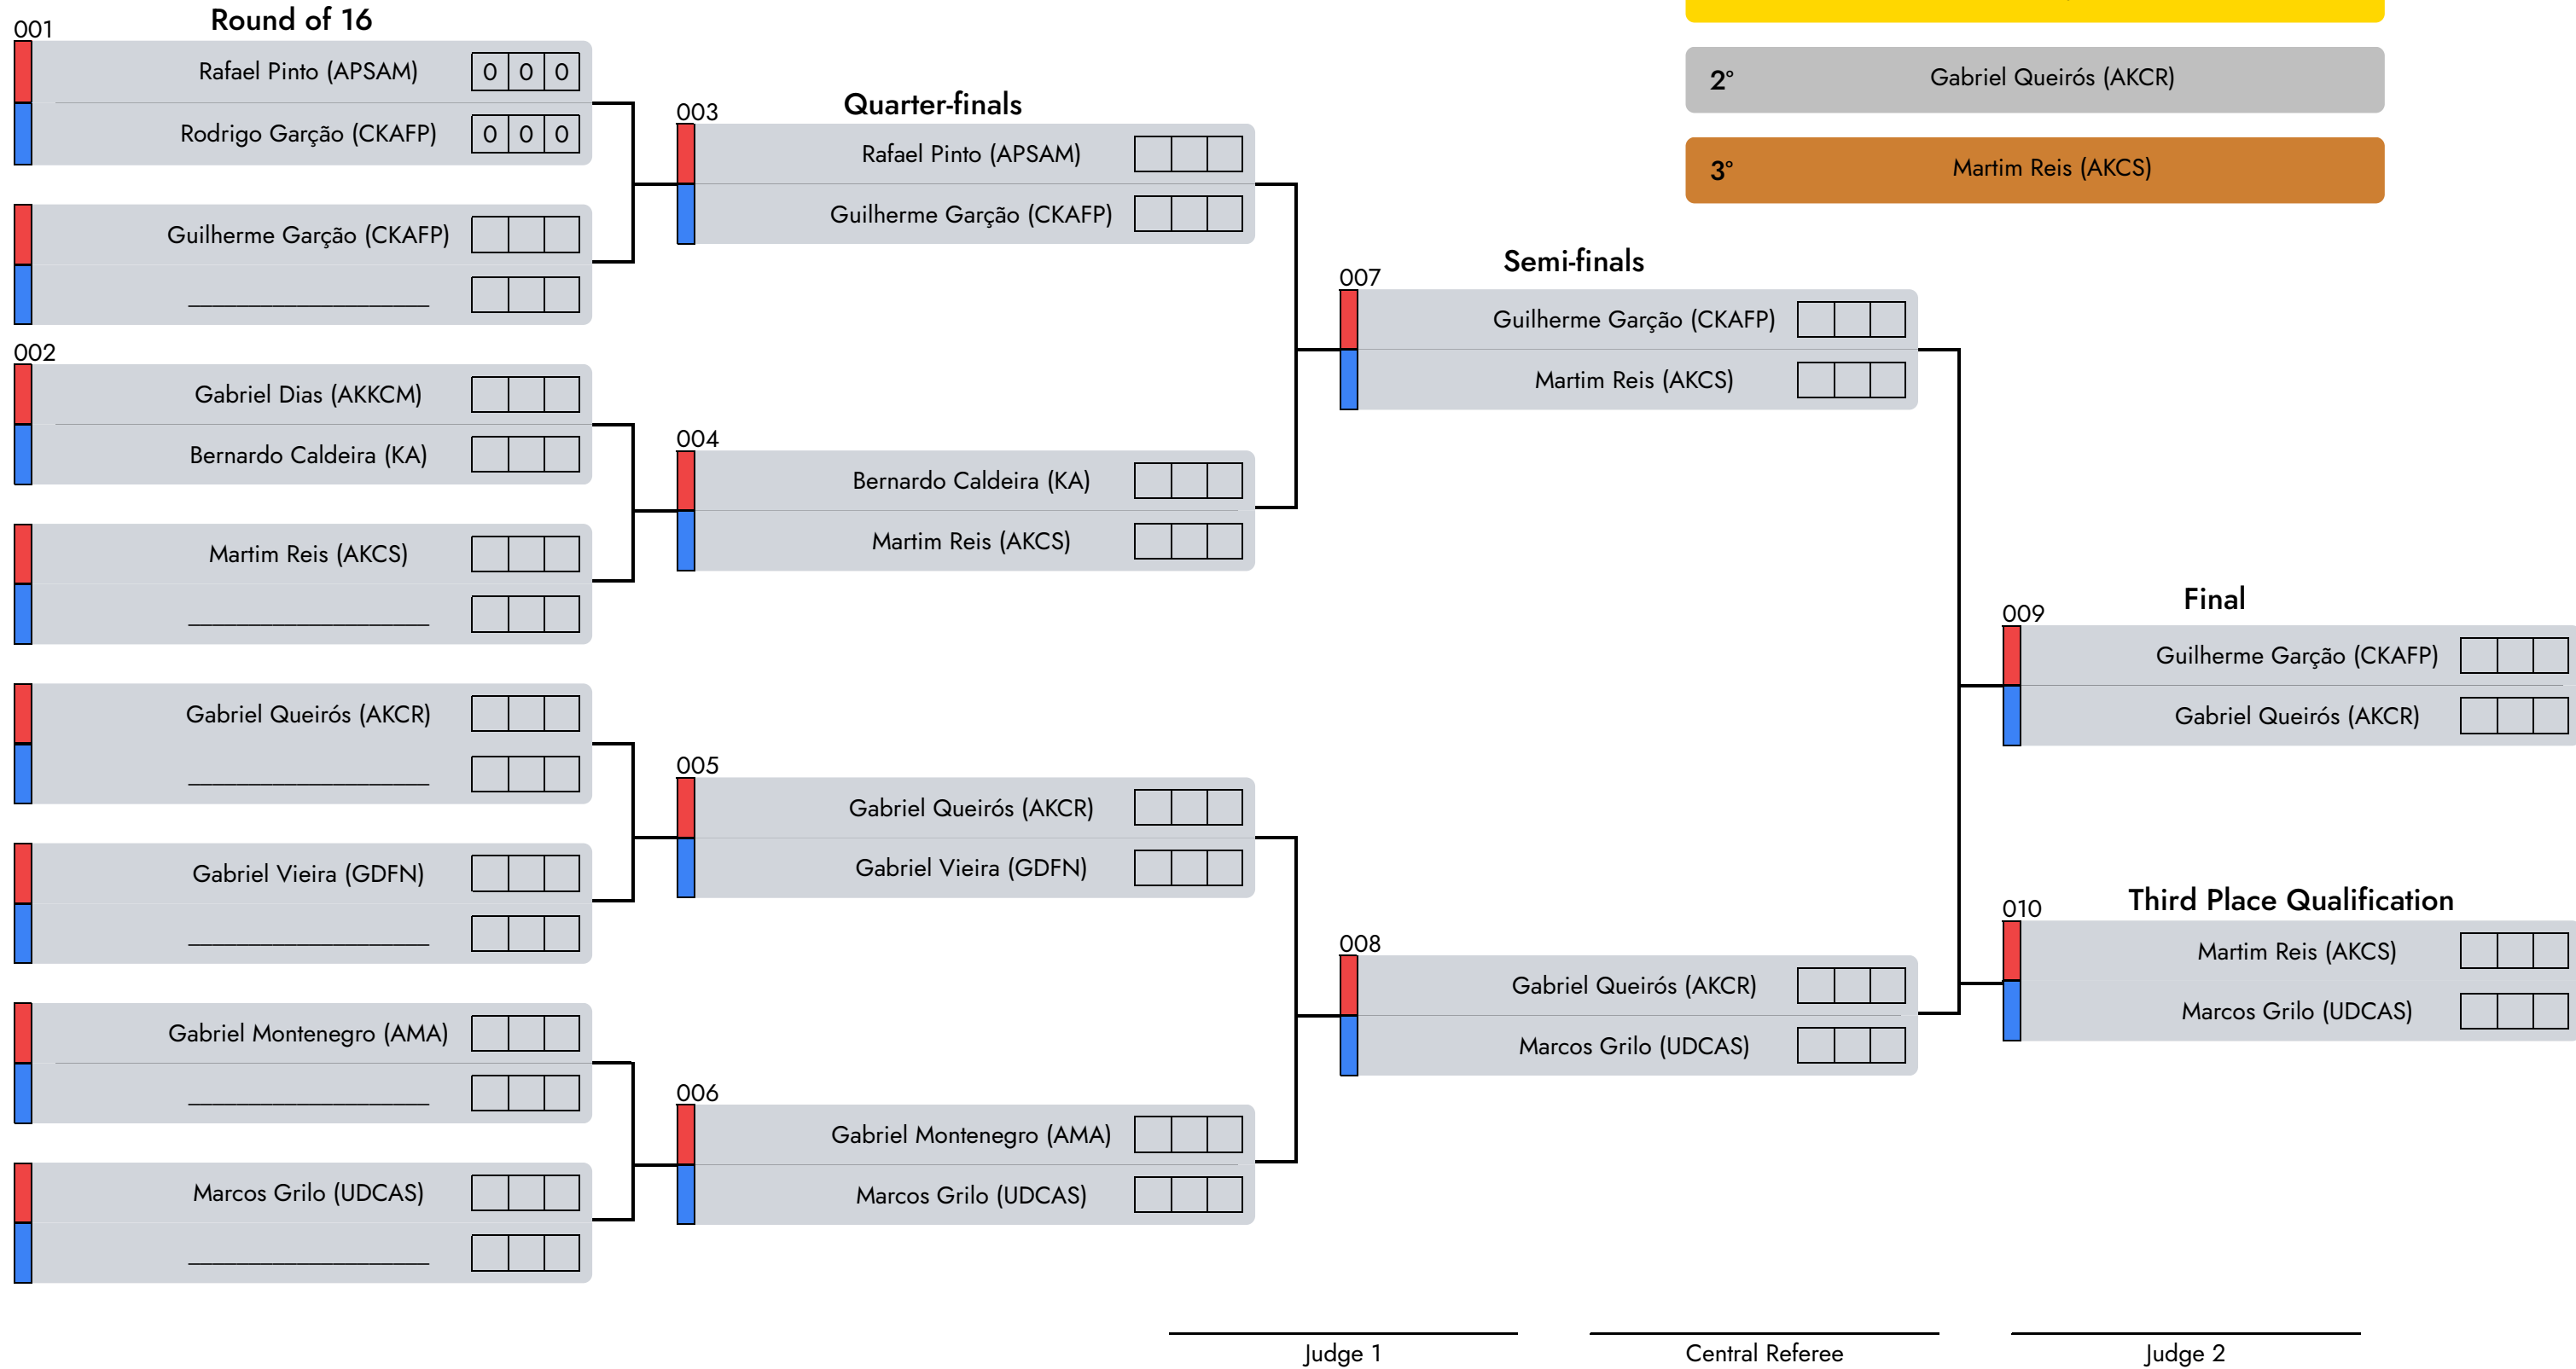 Round of 16
001
Rafael Pinto (APSAM) 0 0 0
Rodrigo Garção (CKAFP) 0 0 0
Guilherme Garção (CKAFP)
002
Gabriel Dias (AKKCM)
Bernardo Caldeira (KA)
Martim Reis (AKCS)
Gabriel Queirós (AKCR)
Gabriel Vieira (GDFN)
Gabriel Montenegro (AMA)
Marcos Grilo (UDCAS)
Quarter-finals
003
Rafael Pinto (APSAM)
Guilherme Garção (CKAFP)
004
Bernardo Caldeira (KA)
Martim Reis (AKCS)
005
Gabriel Queirós (AKCR)
Gabriel Vieira (GDFN)
006
Gabriel Montenegro (AMA)
Marcos Grilo (UDCAS)
2° Gabriel Queirós (AKCR)
3° Martim Reis (AKCS)
Semi-finals
007
Guilherme Garção (CKAFP)
Martim Reis (AKCS)
008
Gabriel Queirós (AKCR)
Marcos Grilo (UDCAS)
Final
009
Guilherme Garção (CKAFP)
Gabriel Queirós (AKCR)
Third Place Qualification
010
Martim Reis (AKCS)
Marcos Grilo (UDCAS)
Judge 1
Central Referee
Judge 2